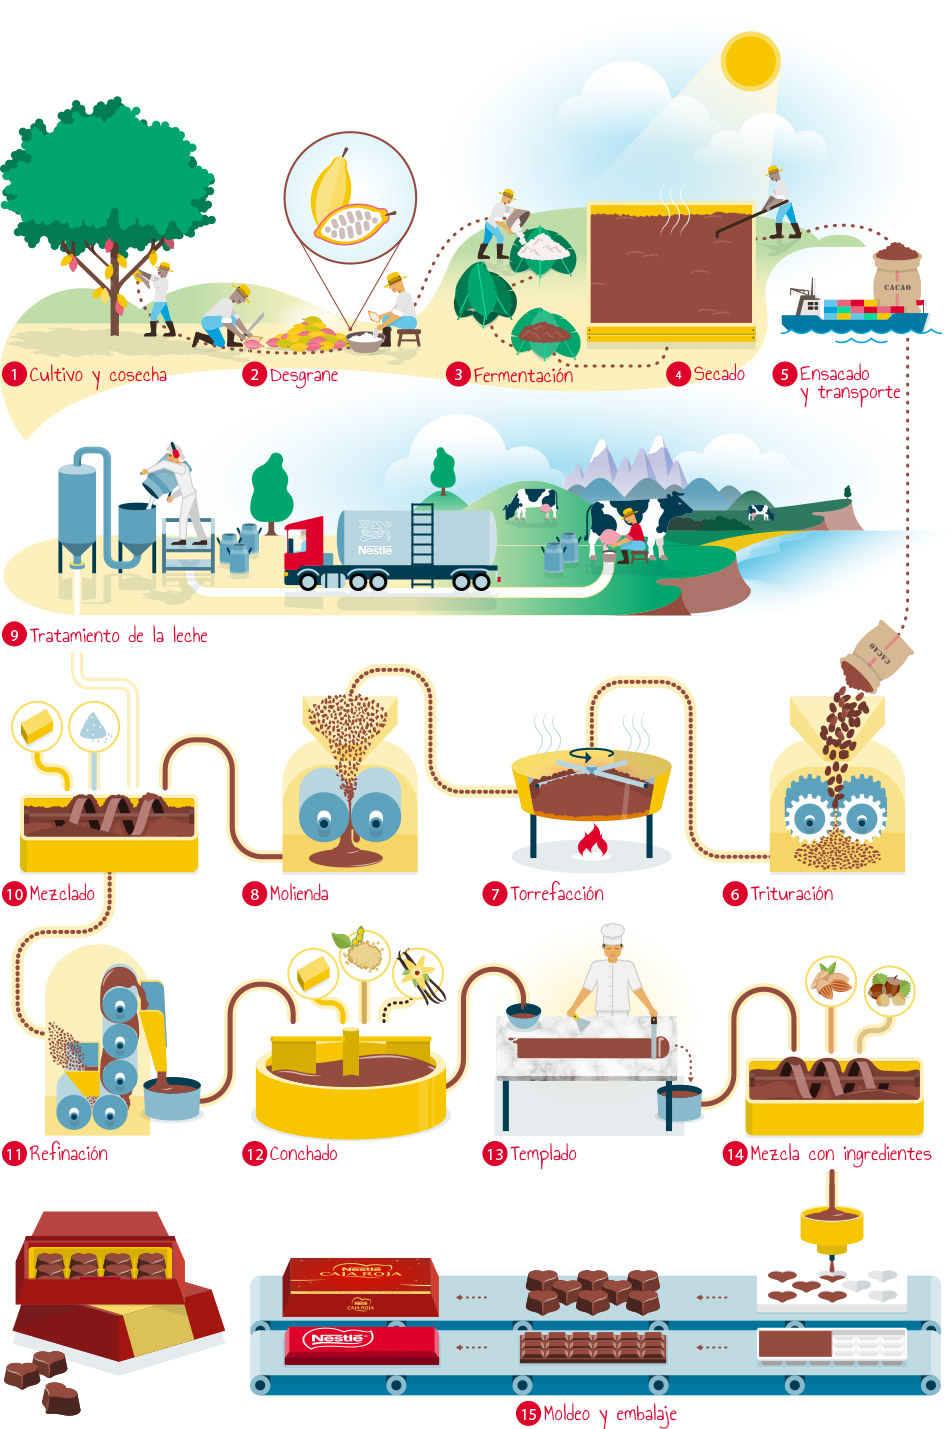 CACAO
1 Cultivo y cosecha
2 Desgrane
3 Fermentación
4 Secado
5 Ensacado
y transporte
Nestlé
9 Tratamiento de la leche
CACAO
10 Mezclado
8 Molienda
7 Torrefacción
6 Trituración
11 Refinación
12 Conchado
13 Templado
14 Mezcla con ingredientes
Nestlé
CAJA ROJA
CAJA ROJA
Nestlé
15 Moldeo y embalaje